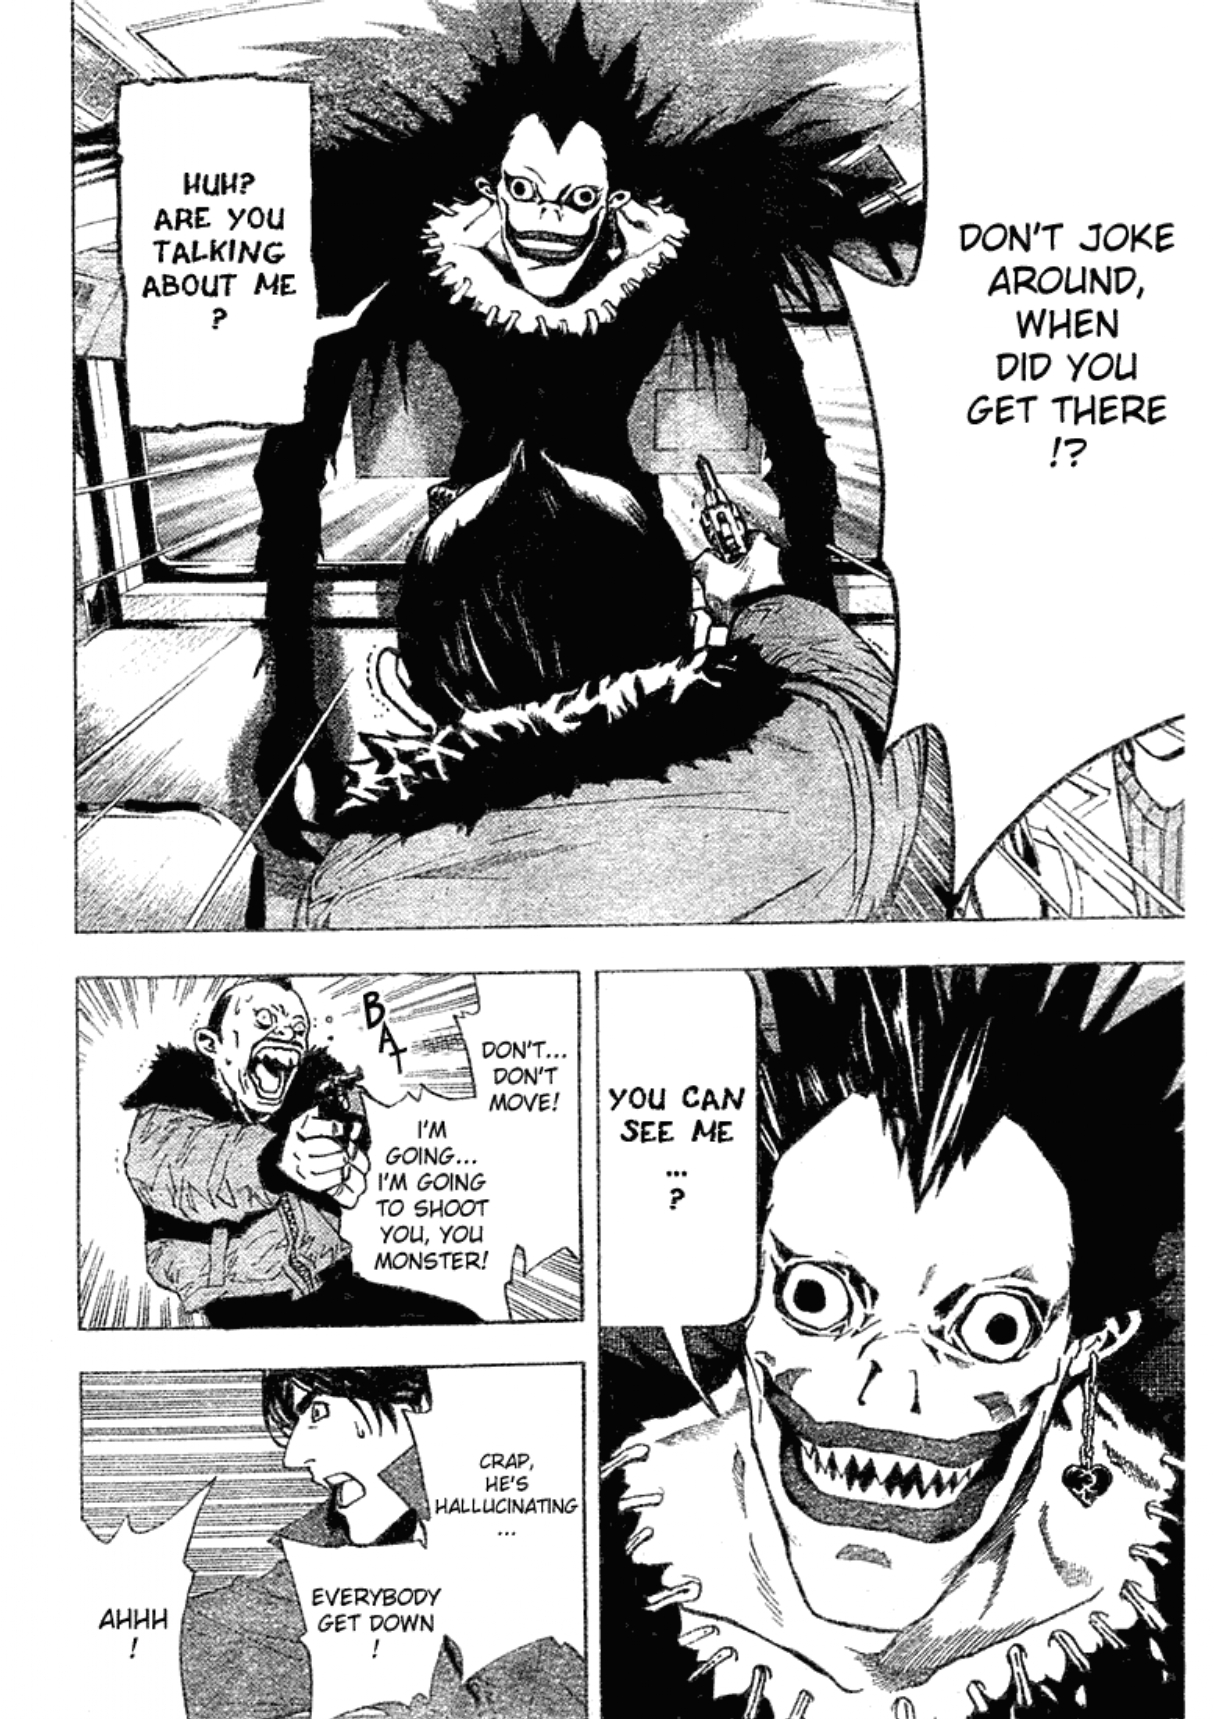 DON'T JOKE
AROUND,
WHEN
DID YOU
GET THERE
!?
HUH?
ARE YOU
TALKING
ABOUT ME
?
YOU CAN
SEE ME
...
?
DON'T...
DON'T
MOVE!
BAT
I'M
GOING...
I'M GOING
TO SHOOT
YOU, YOU
MONSTER!
CRAP,
HE'S
HALLUCINATING
...
EVERYBODY
GET DOWN
!
AHHH
!